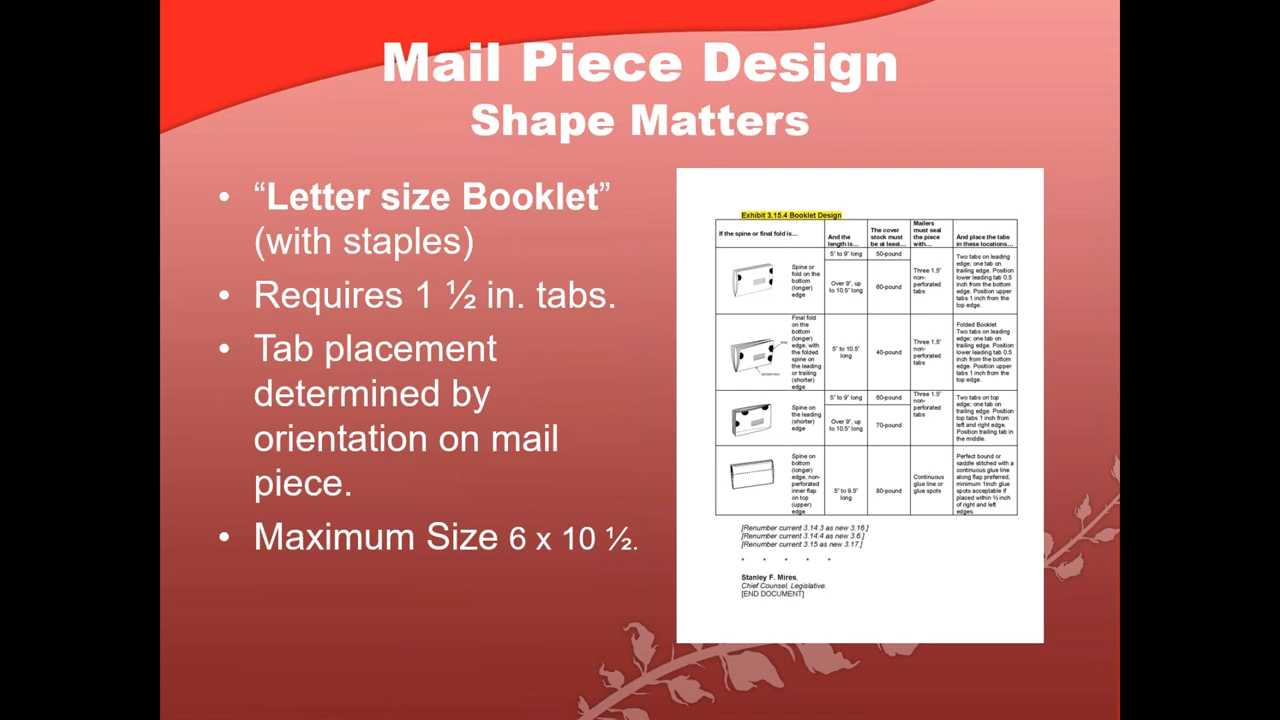 Mail Piece Design
Shape Matters
• “Letter size Booklet”
(with staples)
• Requires 1 ½ in. tabs.
• Tab placement
determined by
orientation on mail
piece.
• Maximum Size 6 x 10 ½.
Exhibit 3.15.4 Booklet Design
If the spine or final fold is…
And the
length is…
The cover
stock must
be at least…
Mailers
must seal
the piece
with…
And place the tabs
in these locations…
Spine or
fold on the
bottom
(longer)
edge
5" to 9" long
50-pound
Over 9", up
to 10.5" long
60-pound
Three 1.5"
non-
perforated
tabs
Two tabs on leading
edge; one tab on
trailing edge. Position
lower leading tab 0.5
inch from the bottom
edge. Position upper
tabs 1 inch from the
top edge.
Final fold
on the
bottom
(longer)
edge, with
the folded
spine on
the leading
or trailing
(shorter)
edge
5" to 10.5"
long
40-pound
Three 1.5"
non-
perforated
tabs
Folded Booklet
Two tabs on leading
edge; one tab on
trailing edge. Position
lower leading tab 0.5
inch from the bottom
edge. Position upper
tabs 1 inch from the
top edge.
Spine on
the leading
(shorter)
edge
5" to 9" long
60-pound
Over 9", up
to 10.5" long
70-pound
Three 1.5"
non-
perforated
tabs
Two tabs on top
edge; one tab on
trailing edge. Position
top tabs 1 inch from
left and right edge.
Position trailing tab in
the middle.
Spine on
bottom
(longer)
edge, non-
perforated
inner flap
on top
(upper)
edge
5" to 9.5"
long
80-pound
Continuous
glue line or
glue spots
Perfect bound or
saddle stitched with a
continuous glue line
along flap preferred,
minimum 1inch glue
spots acceptable if
placed within ¾ inch
of right and left
edges.
[Renumber current 3.14.3 as new 3.16.]
[Renumber current 3.14.4 as new 3.6.]
[Renumber current 3.15 as new 3.17.]
* * * * *
Stanley F. Mires,
Chief Counsel, Legislative.
[END DOCUMENT]